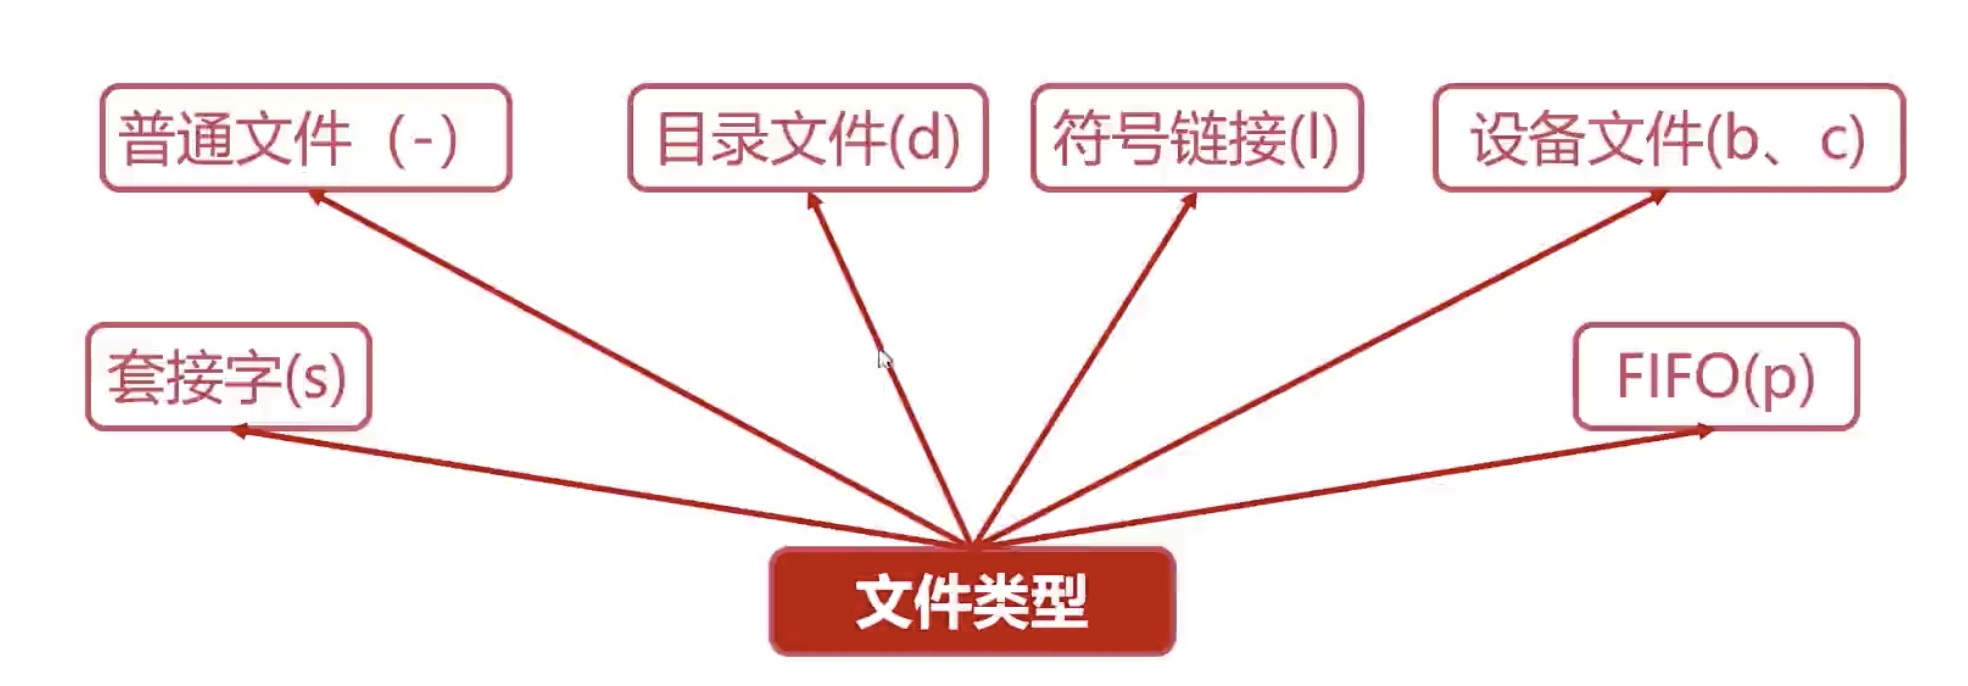 普通文件（-）
目录文件(d)
符号链接(l)
设备文件(b、c)
套接字(s)
FIFO(p)
文件类型